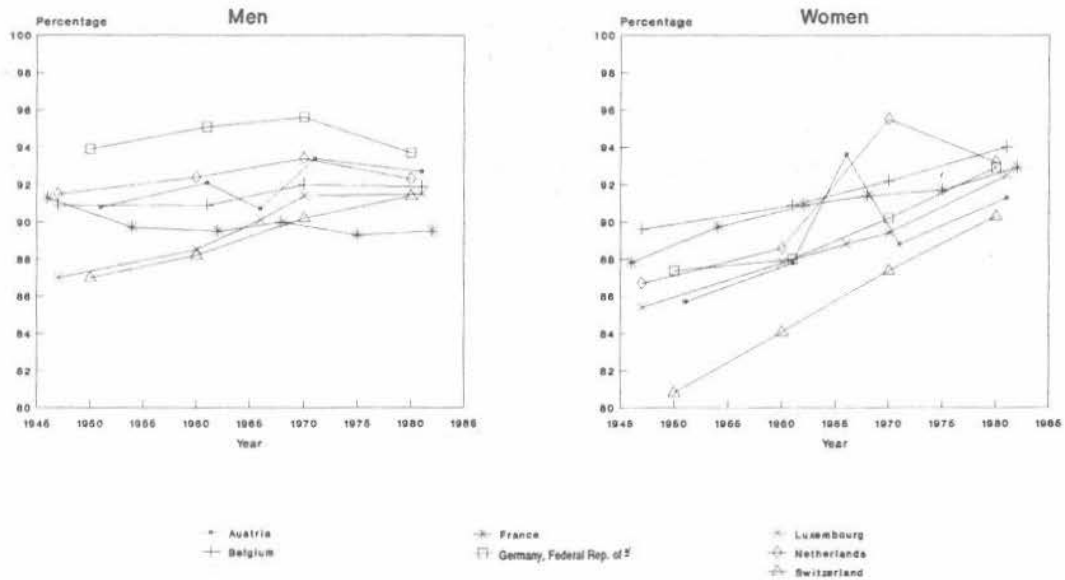 Men
Percentage
100
98
96
94
92
90
88
86
84
82
80
1945 1950 1955 1960 1965 1970 1975 1980 1985
Year
Women
Percentage
100
98
96
94
92
90
88
86
84
82
80
1945 1950 1955 1960 1965 1970 1975 1980 1985
Year
Austria
Belgium
France
Germany, Federal Rep. of a/
Luxembourg
Netherlands
Switzerland